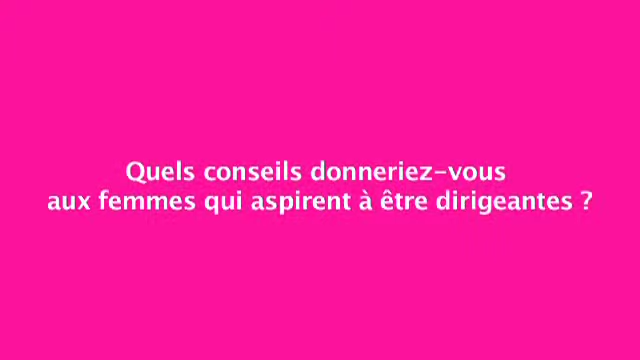 Quels conseils donneriez-vous
aux femmes qui aspirent à être dirigeantes ?